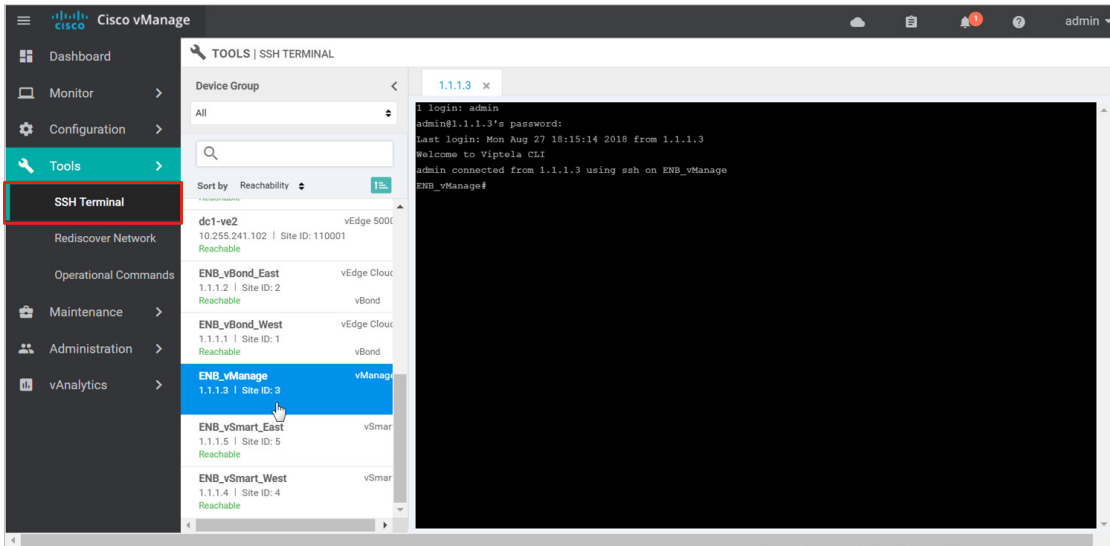 CISCO Cisco vManage 1 admin
Dashboard
Monitor
Configuration
Tools
SSH Terminal
Rediscover Network
Operational Commands
Maintenance
Administration
vAnalytics
TOOLS | SSH TERMINAL
Device Group
All
Sort by Reachability
dc1-ve2 vEdge 5000
10.255.241.102 | Site ID: 110001
Reachable
ENB_vBond_East vEdge Cloud
1.1.1.2 | Site ID: 2
Reachable vBond
ENB_vBond_West vEdge Cloud
1.1.1.1 | Site ID: 1
Reachable vBond
ENB_vManage vManage
1.1.1.3 | Site ID: 3
ENB_vSmart_East vSmar
1.1.1.5 | Site ID: 5
Reachable
ENB_vSmart_West vSmar
1.1.1.4 | Site ID: 4
Reachable
1.1.1.3 ×
1 login: admin
admin@1.1.1.3's password:
Last login: Mon Aug 27 18:15:14 2018 from 1.1.1.3
Welcome to Viptela CLI
admin connected from 1.1.1.3 using ssh on ENB_vManage
ENB_vManage#